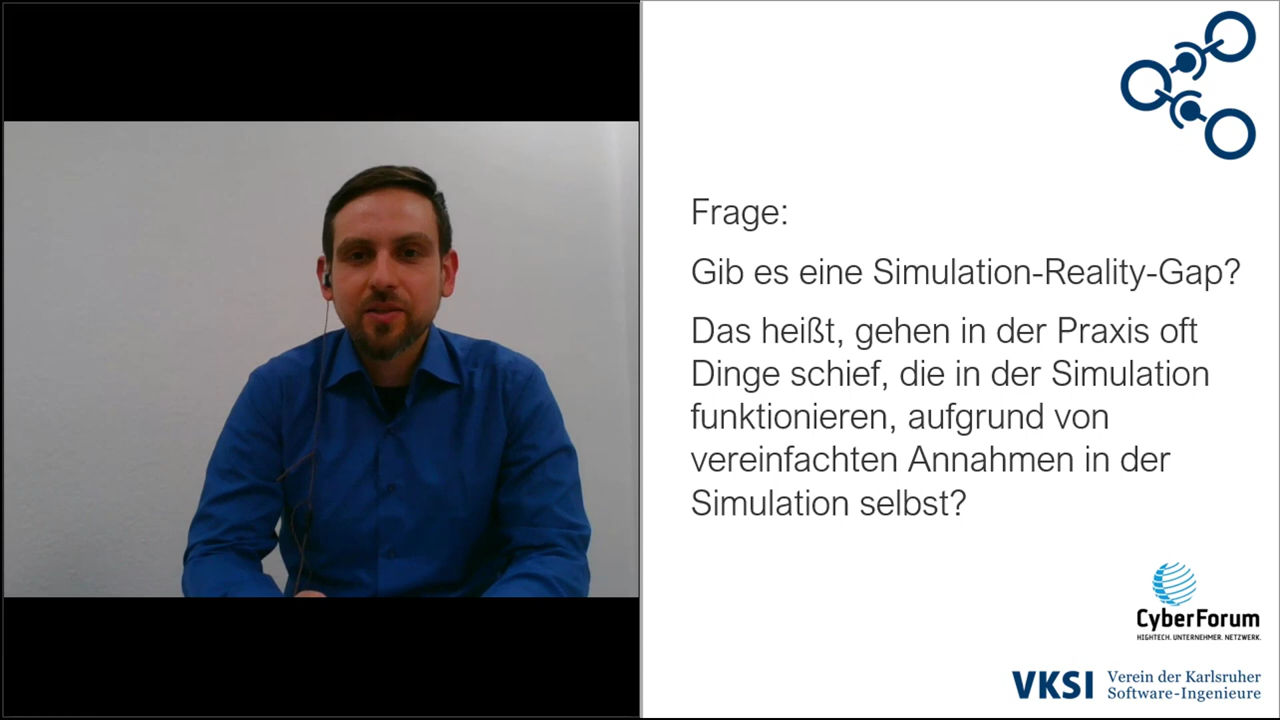 Frage:
Gib es eine Simulation-Reality-Gap?
Das heißt, gehen in der Praxis oft
Dinge schief, die in der Simulation
funktionieren, aufgrund von
vereinfachten Annahmen in der
Simulation selbst?
CyberForum
HIGHTECH. UNTERNEHMER. NETZWERK.
VKSI Verein der Karlsruher
Software-Ingenieure